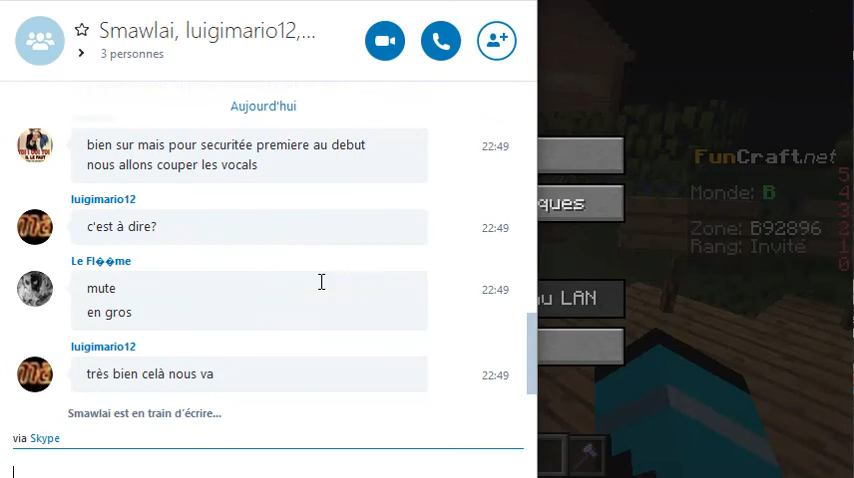 Smawlai, luigimario12,...
3 personnes
Aujourd'hui
bien sur mais pour securitée premiere au debut
nous allons couper les vocals
22:49
luigimario12
c'est à dire?
22:49
Le Fl��me
mute
en gros
22:49
luigimario12
très bien celà nous va
22:49
Smawlai est en train d'écrire...
via Skype
ques
u LAN
FunCraft.net
5
Monde: B
4
3
Zone: B92896
2
Rang: Invité
1
0